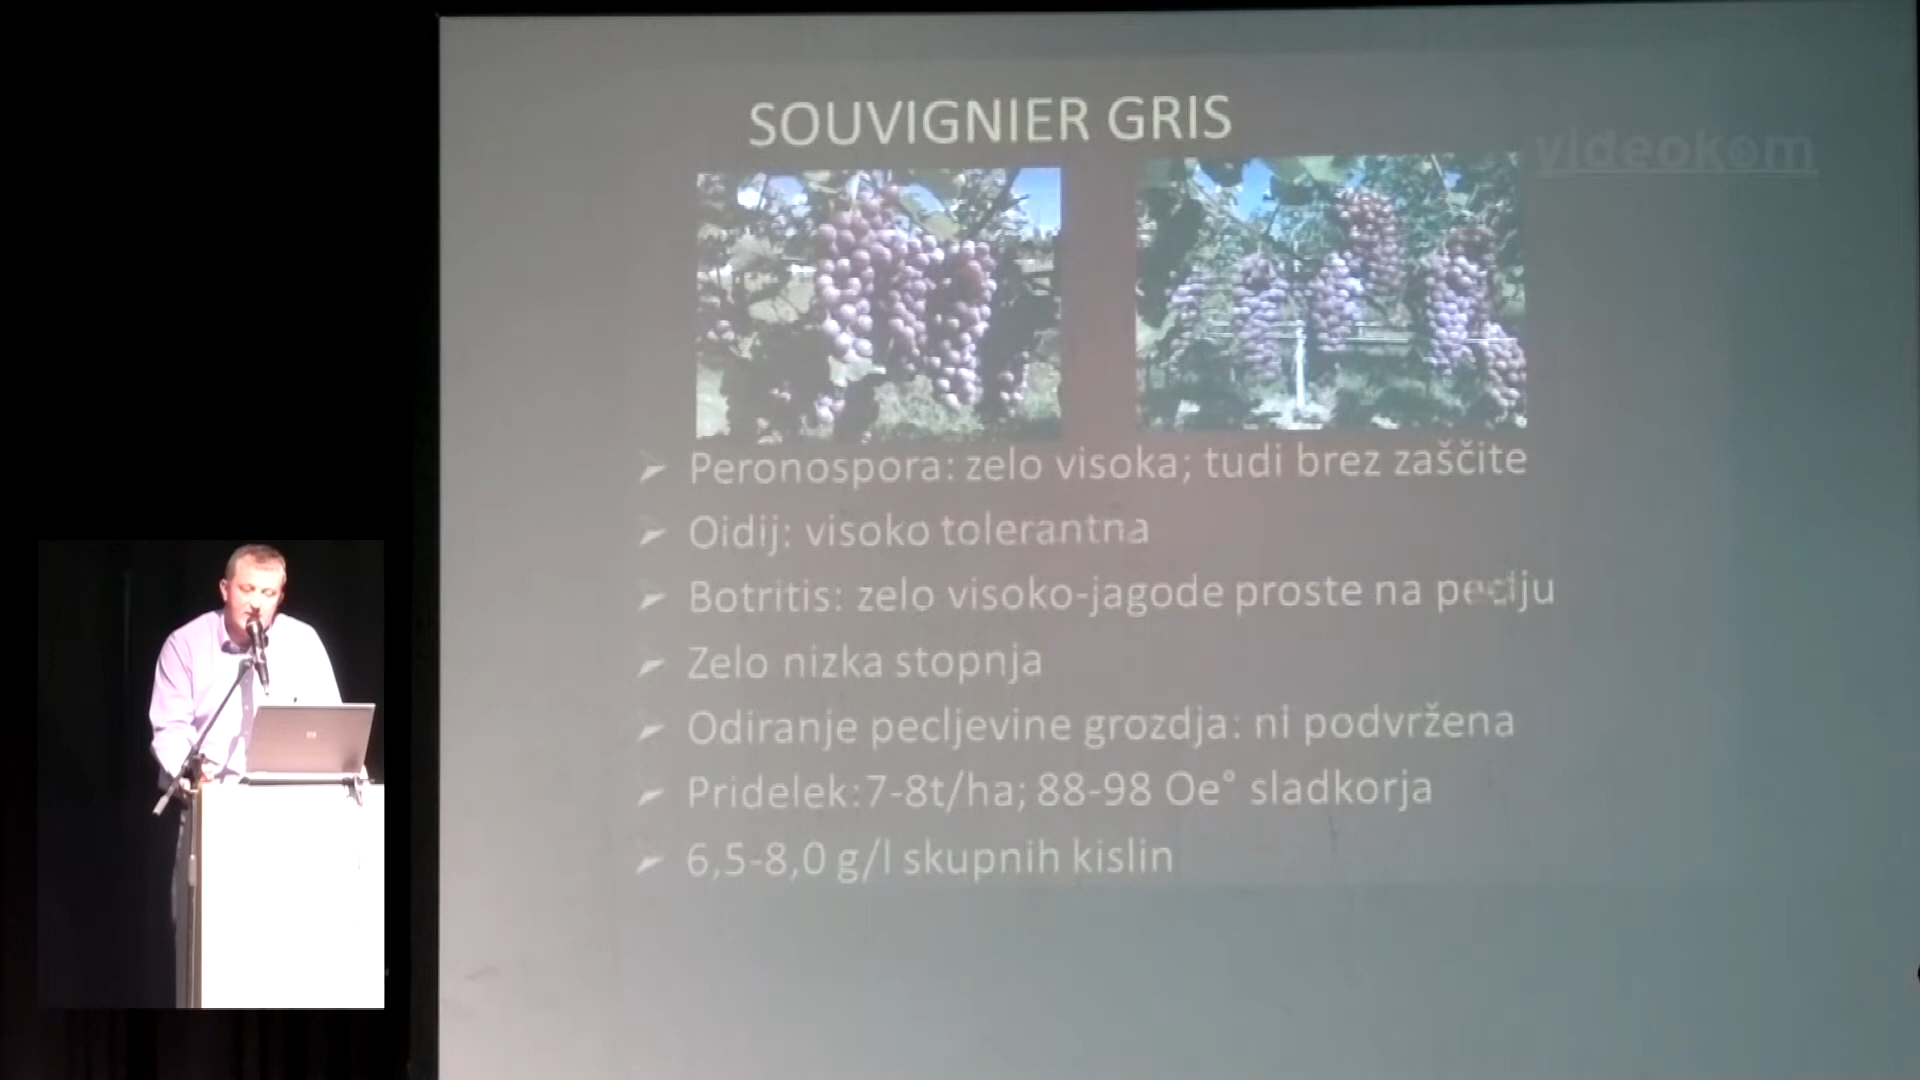 SOUVIGNIER GRIS
videokom
Peronospora: zelo visoka; tudi brez zaščite
Oidij: visoko tolerantna
Botritis: zelo visoko-jagode proste na peclju
Zelo nizka stopnja
Odiranje pecljevine grozdja: ni podvržena
Pridelek:7-8t/ha; 88-98 Oe° sladkorja
6,5-8,0 g/l skupnih kislin